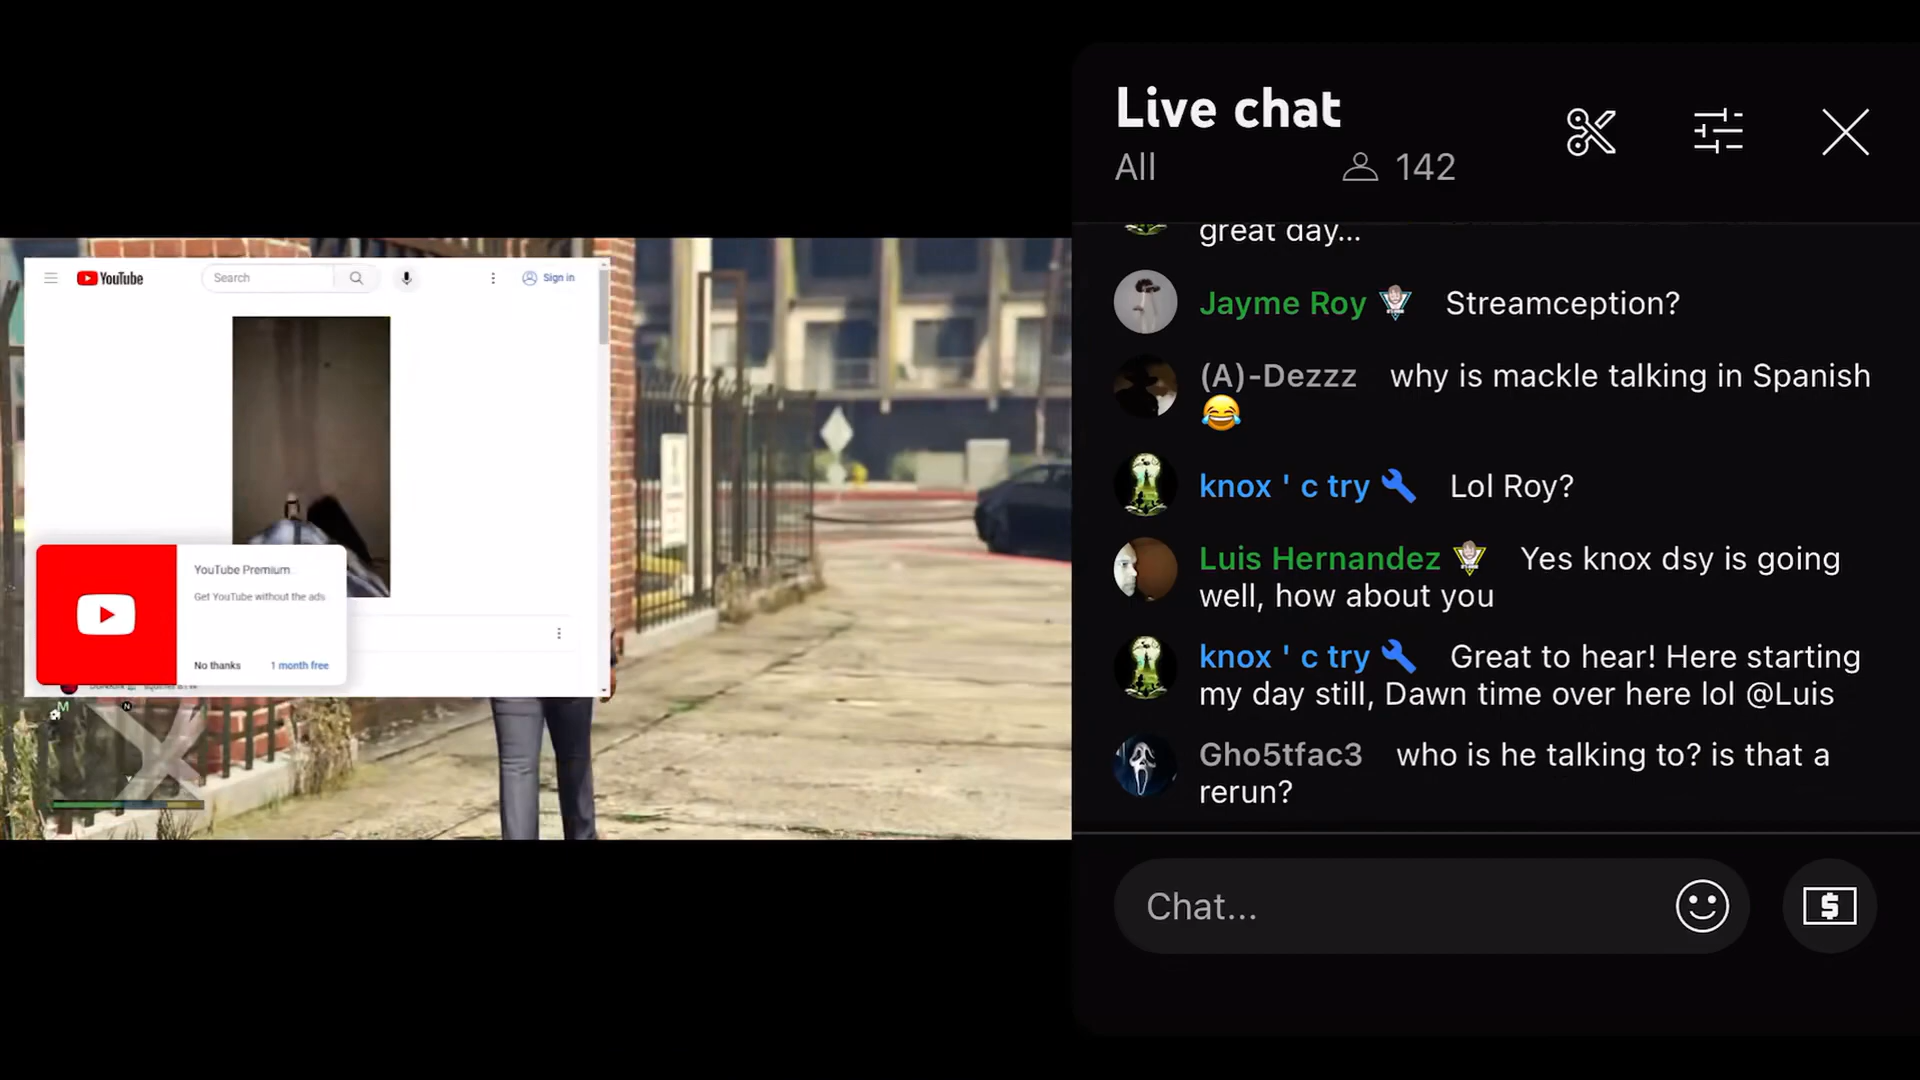 Live chat
All 142
great day...
Jayme Roy Streamception?
(A)-Dezzz why is mackle talking in Spanish
😂
knox ' c try Lol Roy?
Luis Hernandez Yes knox dsy is going
well, how about you
knox ' c try Great to hear! Here starting
my day still, Dawn time over here lol @Luis
Gho5tfac3 who is he talking to? is that a
rerun?
Chat...
YouTube
Search
Sign in
YouTube Premium
Get YouTube without the ads
No thanks 1 month free
M
N